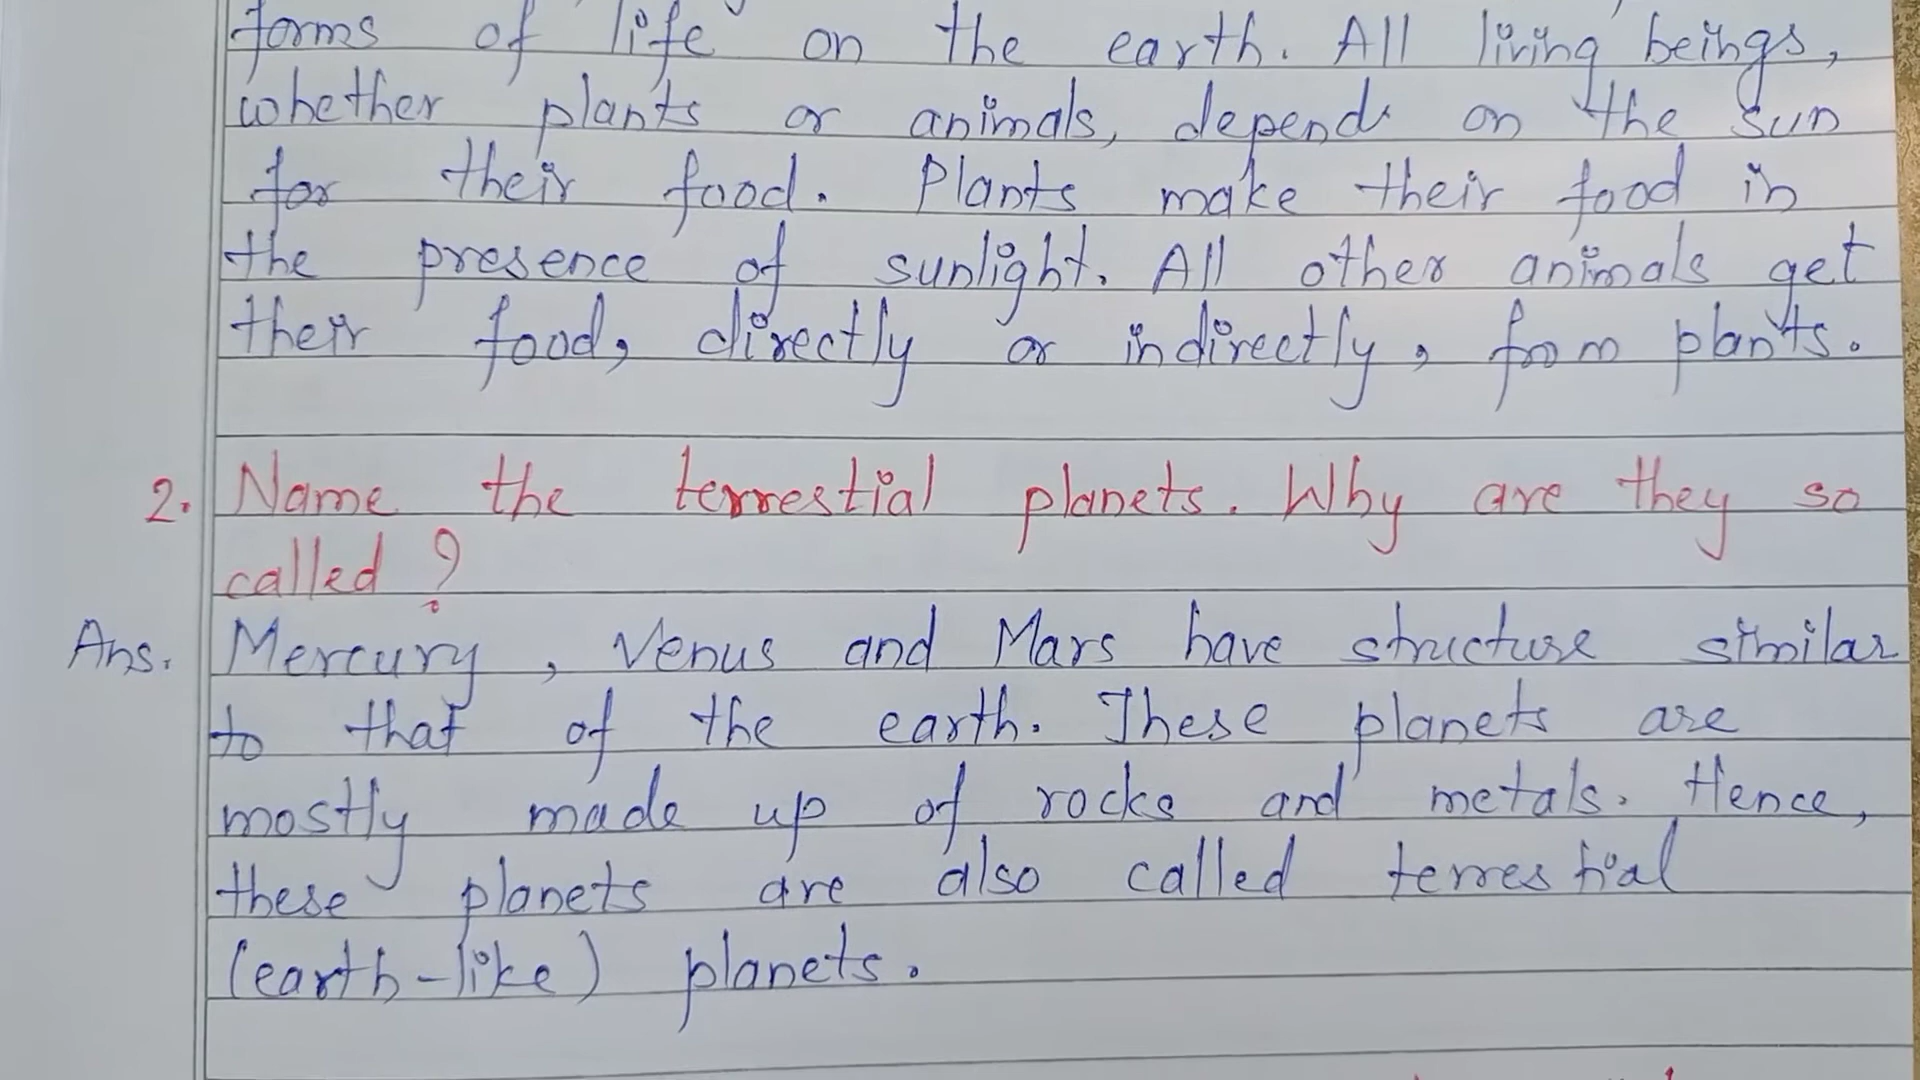 forms of life on the earth. All living beings,
whether plants or animals, depend on the sun
for their food. Plants make their food in
the presence of sunlight. All other animals get
their food, directly or indirectly, from plants.
2. Name the terrestial planets. Why are they so
called ?
Ans. Mercury, Venus and Mars have structure similar
to that of the earth. These planets are
mostly made up of rocks and metals. Hence,
these planets are also called terrestial
(earth-like) planets.